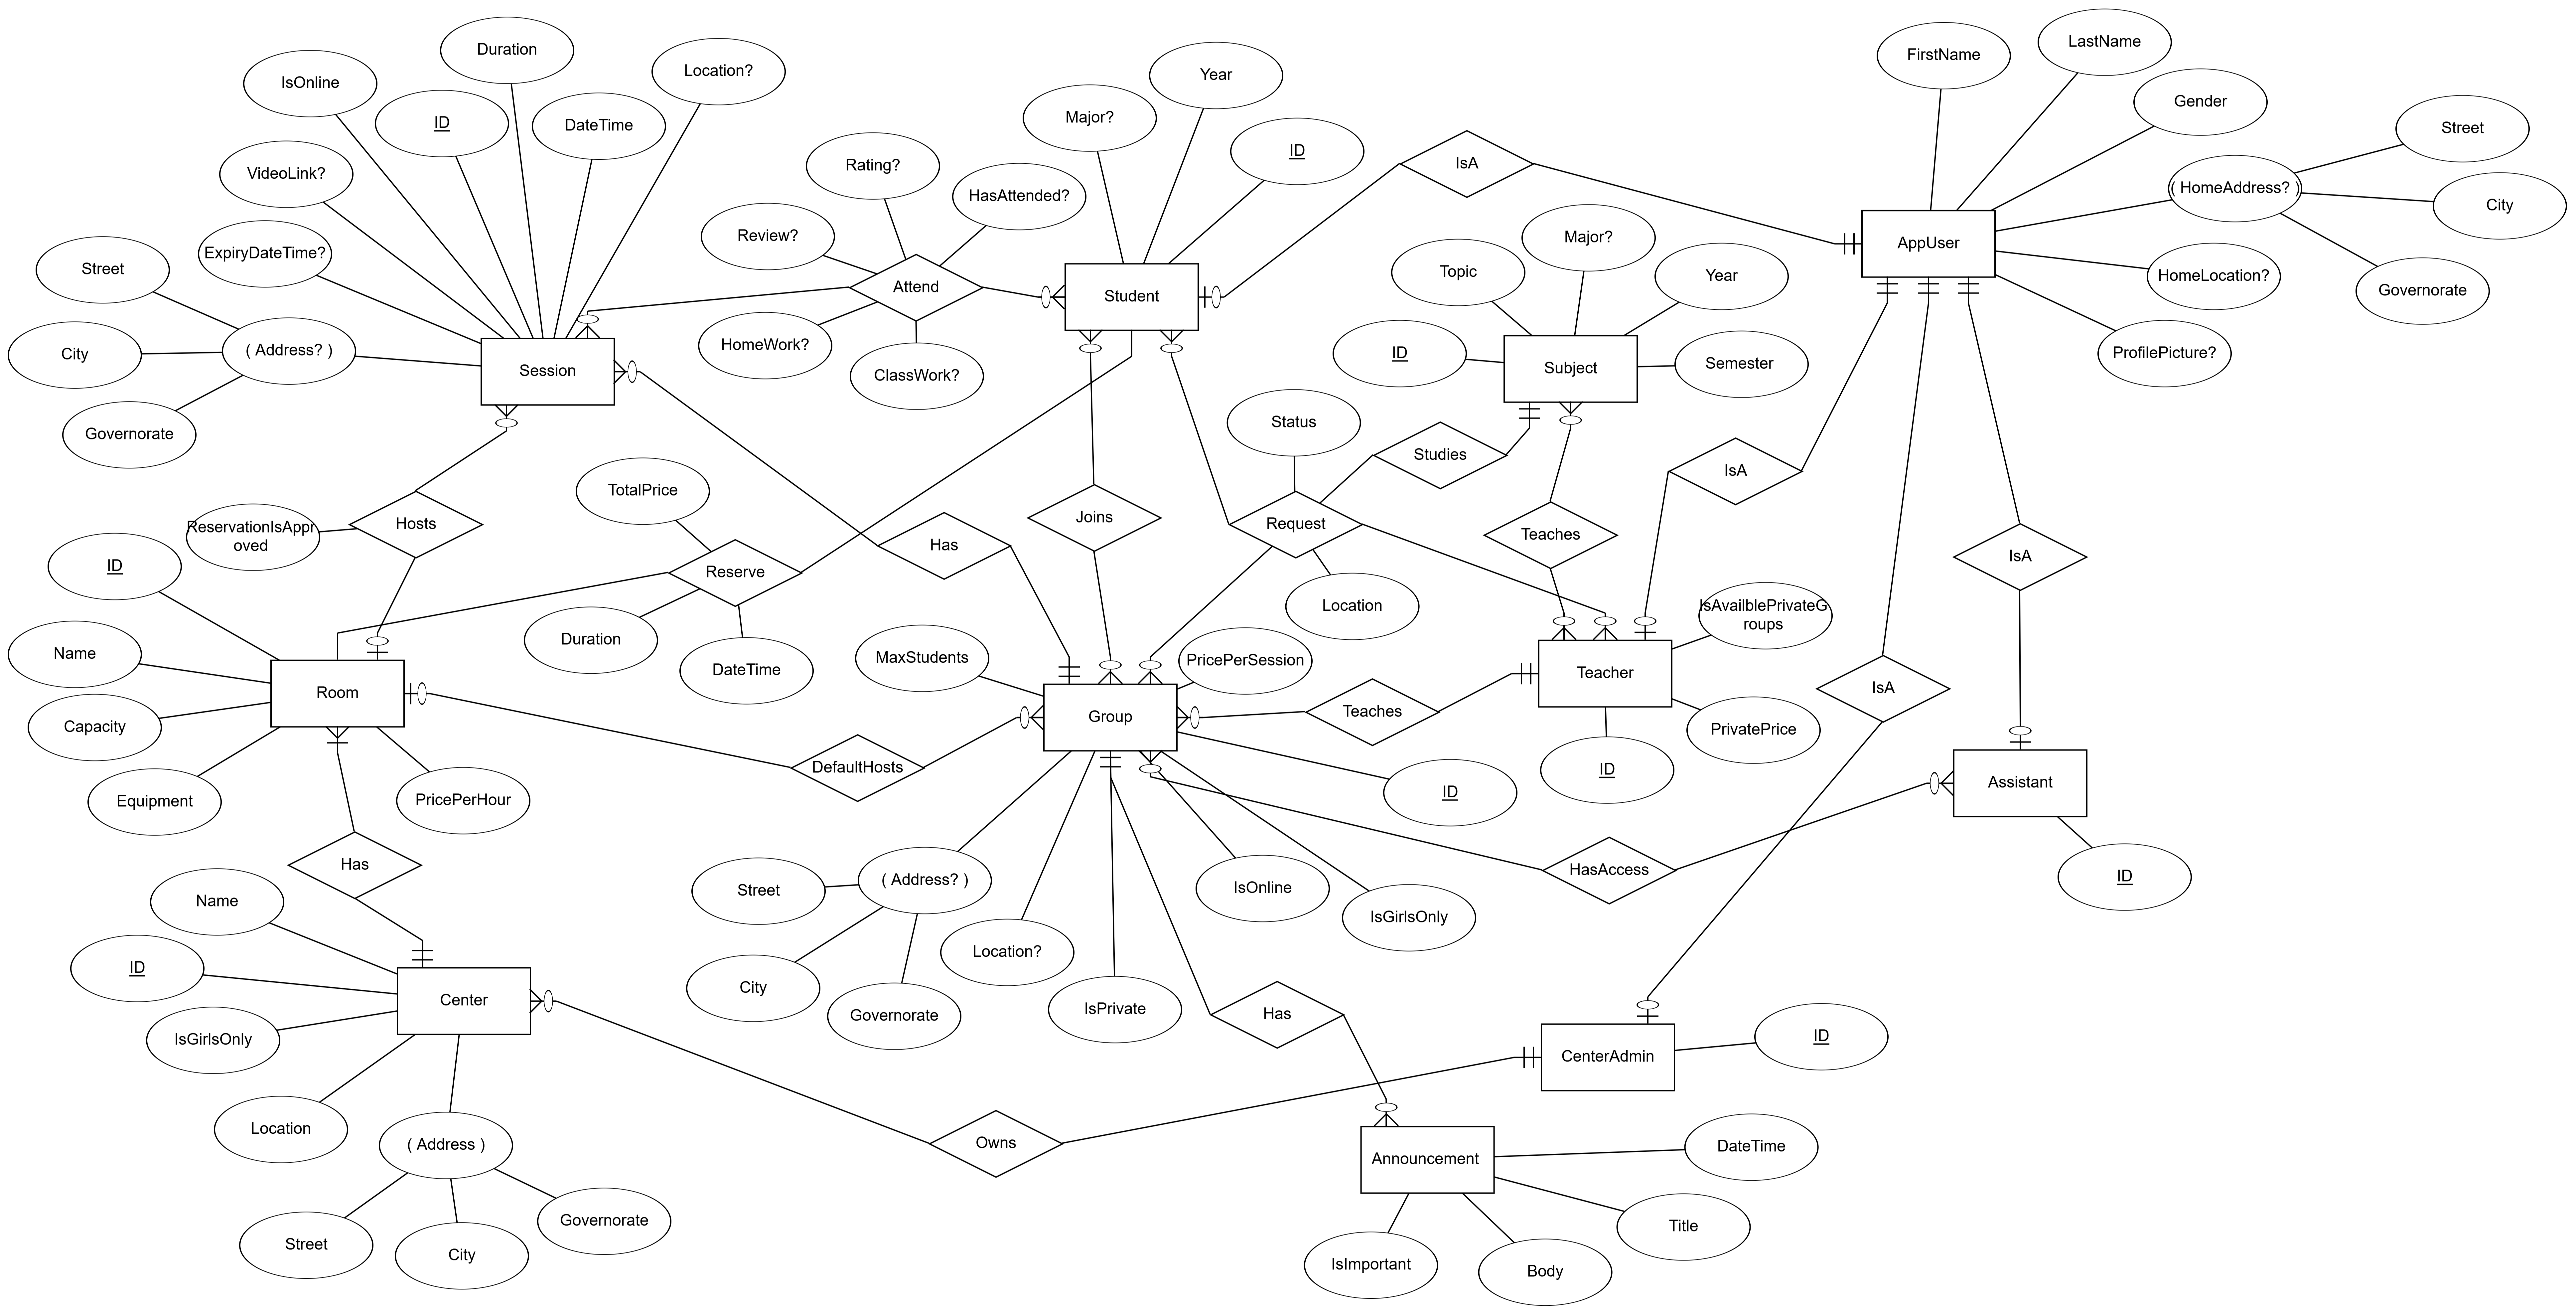 Duration
LastName
FirstName
Location?
Year
IsOnline
Gender
Major?
ID
DateTime
Street
ID
Rating?
IsA
VideoLink?
( HomeAddress? )
HasAttended?
City
Review?
Major?
AppUser
ExpiryDateTime?
Street
Topic
Year
HomeLocation?
Attend
Student
Governorate
HomeWork?
( Address? )
City
ID
ProfilePicture?
Session
Subject
Semester
ClassWork?
Status
Governorate
Studies
IsA
TotalPrice
Hosts
Request
ReservationIsAppr
oved
Joins
Teaches
Has
IsA
ID
Reserve
Location
IsAvailblePrivateG
roups
Duration
Name
MaxStudents
PricePerSession
DateTime
Teacher
IsA
Room
Group
Teaches
Capacity
PrivatePrice
DefaultHosts
ID
Assistant
ID
Equipment
PricePerHour
Has
HasAccess
ID
( Address? )
Street
IsOnline
Name
IsGirlsOnly
Location?
ID
City
Center
IsPrivate
Governorate
Has
ID
IsGirlsOnly
CenterAdmin
Location
( Address )
Owns
DateTime
Announcement
Governorate
Title
Street
City
IsImportant
Body